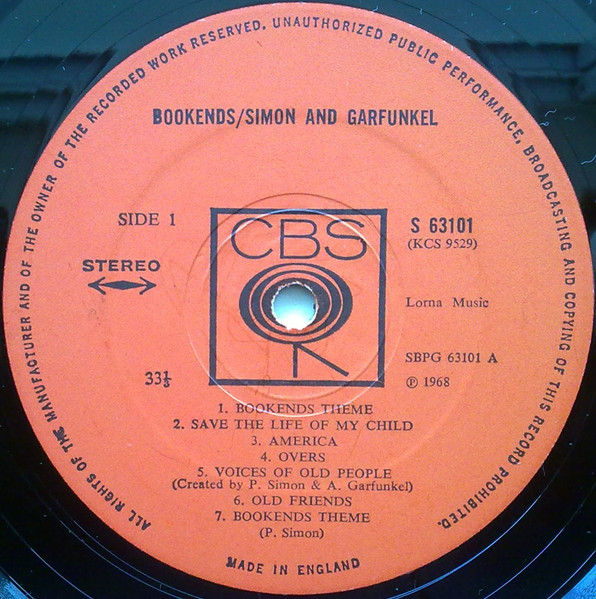 ALL RIGHTS OF THE MANUFACTURER AND OF THE OWNER OF THE RECORDED WORK RESERVED. UNAUTHORIZED PUBLIC PERFORMANCE, BROADCASTING AND COPYING OF THIS RECORD PROHIBITED.
BOOKENDS/SIMON AND GARFUNKEL
SIDE 1
STEREO
33⅓
CBS
S 63101
(KCS 9529)
Lorna Music
SBPG 63101 A
℗ 1968
1. BOOKENDS THEME
2. SAVE THE LIFE OF MY CHILD
3. AMERICA
4. OVERS
5. VOICES OF OLD PEOPLE
(Created by P. Simon & A. Garfunkel)
6. OLD FRIENDS
7. BOOKENDS THEME
(P. Simon)
MADE IN ENGLAND